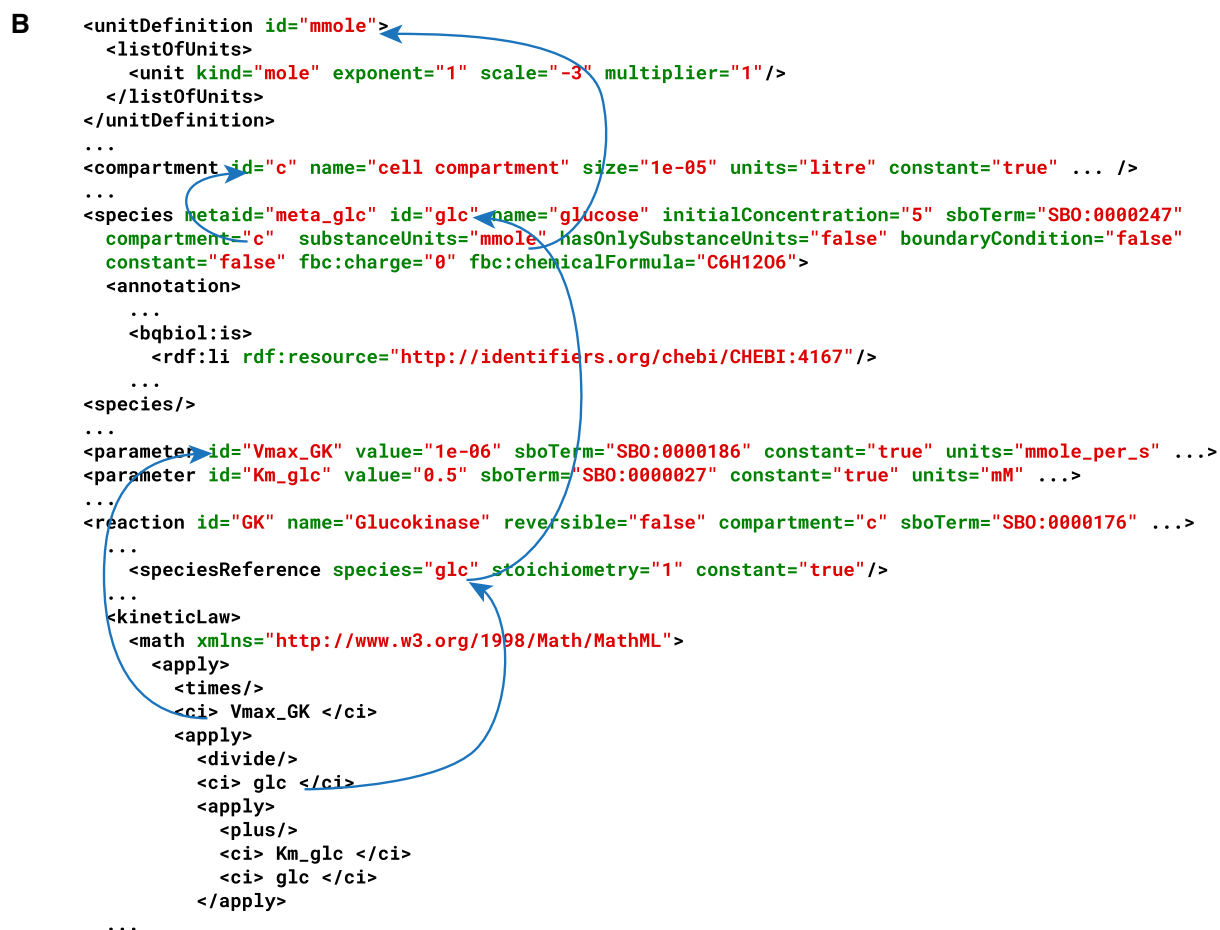 B
<unitDefinition id="mmole">
<listOfUnits>
<unit kind="mole" exponent="1" scale="-3" multiplier="1"/>
</listOfUnits>
</unitDefinition>
...
<compartment id="c" name="cell compartment" size="1e-05" units="litre" constant="true" ... />
...
<species metaid="meta_glc" id="glc" name="glucose" initialConcentration="5" sboTerm="SBO:0000247"
compartment="c" substanceUnits="mmole" hasOnlySubstanceUnits="false" boundaryCondition="false"
constant="false" fbc:charge="0" fbc:chemicalFormula="C6H12O6">
<annotation>
...
<bqbiol:is>
<rdf:li rdf:resource="http://identifiers.org/chebi/CHEBI:4167"/>
...
<species/>
...
<parameter id="Vmax_GK" value="1e-06" sboTerm="SBO:0000186" constant="true" units="mmole_per_s" ...>
<parameter id="Km_glc" value="0.5" sboTerm="SBO:0000027" constant="true" units="mM" ...>
...
<reaction id="GK" name="Glucokinase" reversible="false" compartment="c" sboTerm="SBO:0000176" ...>
...
<speciesReference species="glc" stoichiometry="1" constant="true"/>
...
<kineticLaw>
<math xmlns="http://www.w3.org/1998/Math/MathML">
<apply>
<times/>
<ci> Vmax_GK </ci>
<apply>
<divide/>
<ci> glc </ci>
<apply>
<plus/>
<ci> Km_glc </ci>
<ci> glc </ci>
</apply>
...